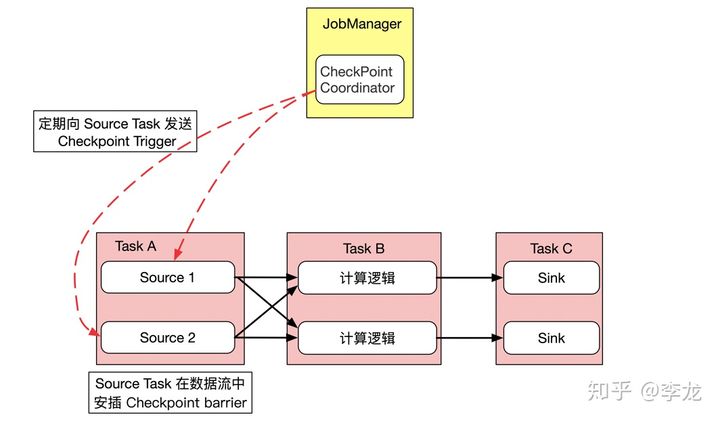 JobManager
CheckPoint
Coordinator
定期向 Source Task 发送
Checkpoint Trigger
Task A
Task B
Task C
Source 1
计算逻辑
Sink
Source 2
计算逻辑
Sink
Source Task 在数据流中
安插 Checkpoint barrier
知乎 @李龙